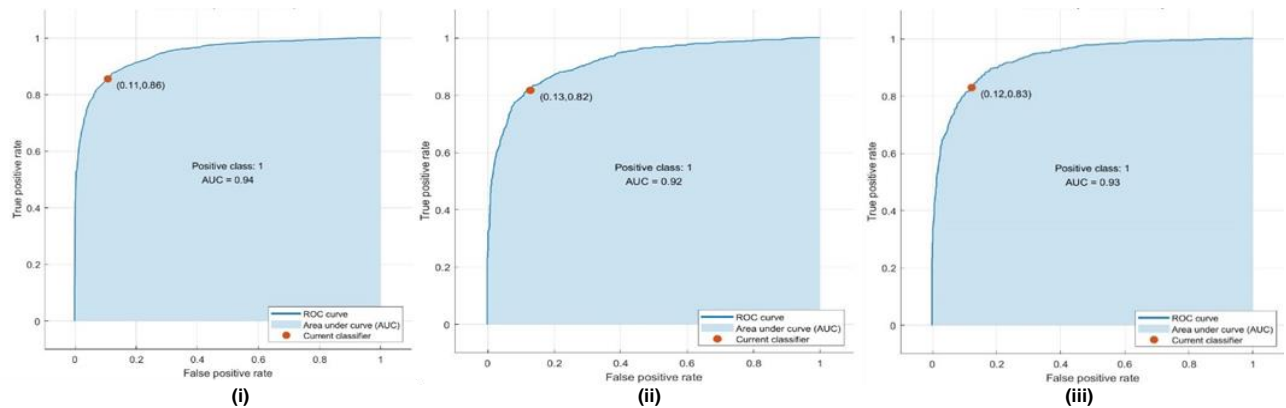 1
0.8
0.6
0.4
0.2
0
True positive rate
(0.11,0.86)
Positive class: 1
AUC = 0.94
ROC curve
Area under curve (AUC)
Current classifier
0
0.2
0.4
0.6
0.8
1
False positive rate
(i)
1
0.8
0.6
0.4
0.2
0
True positive rate
(0.13,0.82)
Positive class: 1
AUC = 0.92
ROC curve
Area under curve (AUC)
Current classifier
0
0.2
0.4
0.6
0.8
1
False positive rate
(ii)
1
0.8
0.6
0.4
0.2
0
True positive rate
(0.12,0.83)
Positive class: 1
AUC = 0.93
ROC curve
Area under curve (AUC)
Current classifier
0
0.2
0.4
0.6
0.8
1
False positive rate
(iii)